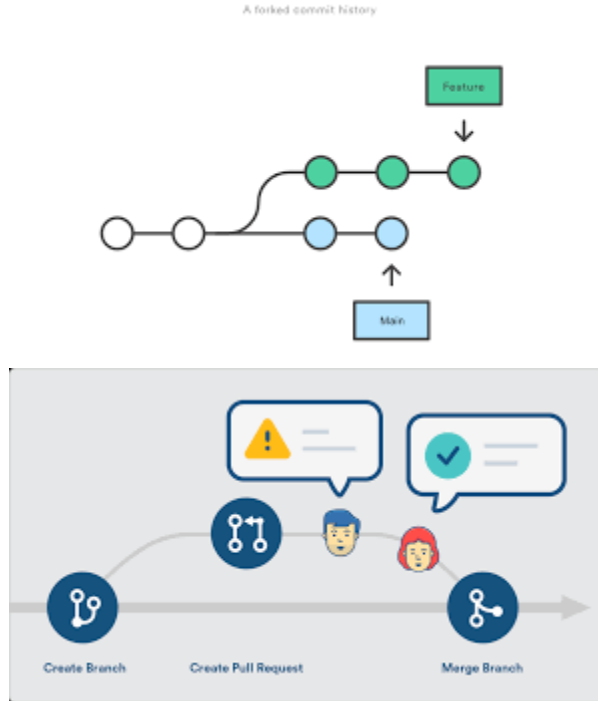 A forked commit history
Feature
Main
Create Branch
Create Pull Request
Merge Branch